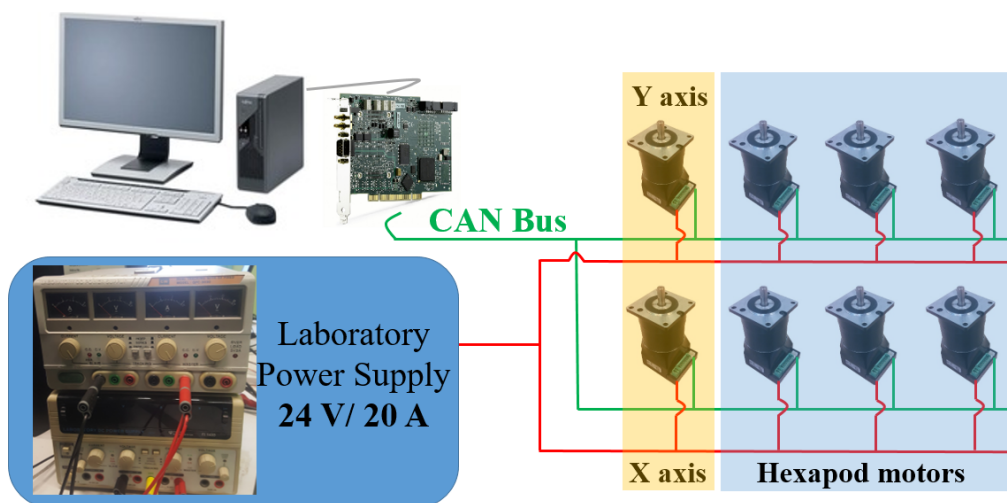 Y axis
CAN Bus
Laboratory
Power Supply
24 V/ 20 A
X axis
Hexapod motors